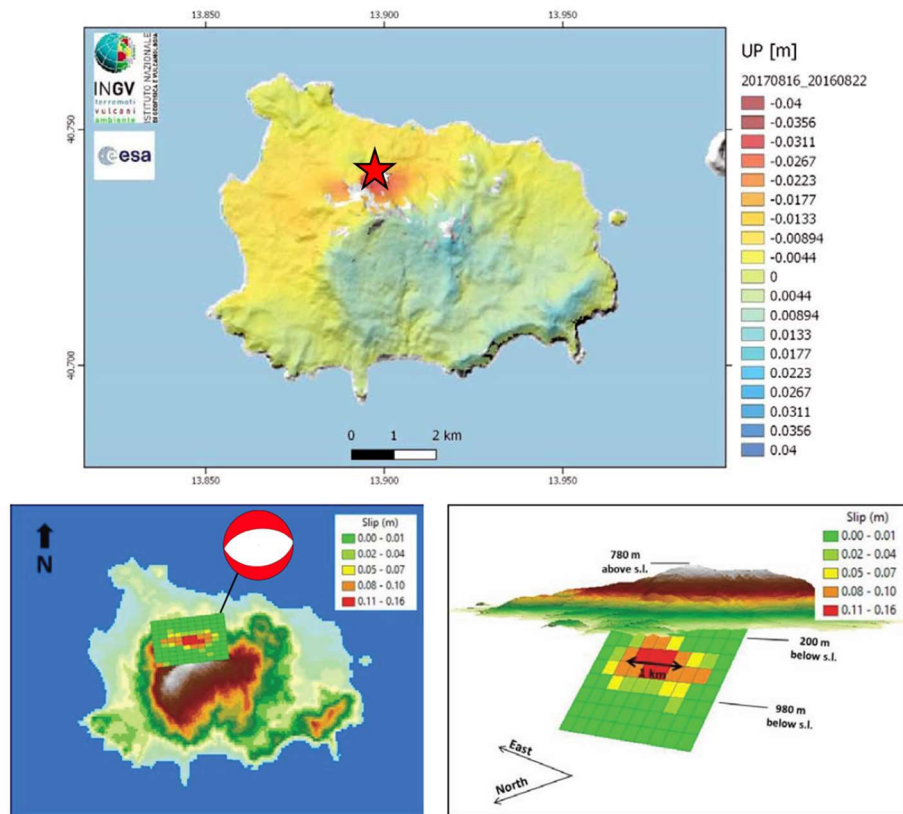 13.850 13.900 13.950
INGV
terremoti
vulcani
ambiente
ISTITUTO NAZIONALE
DI GEOFISICA E VULCANOLOGIA
esa
40.750
40.700
0 1 2 km
13.850 13.900 13.950
UP [m]
20170816_20160822
-0.04
-0.0356
-0.0311
-0.0267
-0.0223
-0.0177
-0.0133
-0.00894
-0.0044
0
0.0044
0.00894
0.0133
0.0177
0.0223
0.0267
0.0311
0.0356
0.04
N
Slip (m)
0.00 - 0.01
0.02 - 0.04
0.05 - 0.07
0.08 - 0.10
0.11 - 0.16
780 m
above s.l.
Slip (m)
0.00 - 0.01
0.02 - 0.04
0.05 - 0.07
0.08 - 0.10
0.11 - 0.16
200 m
below s.l.
1 km
980 m
below s.l.
East
North